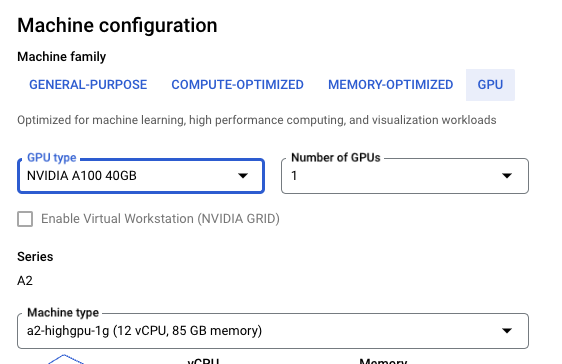 Machine configuration
Machine family
GENERAL-PURPOSE COMPUTE-OPTIMIZED MEMORY-OPTIMIZED GPU
Optimized for machine learning, high performance computing, and visualization workloads
GPU type Number of GPUs
NVIDIA A100 40GB 1
Enable Virtual Workstation (NVIDIA GRID)
Series
A2
Machine type
a2-highgpu-1g (12 vCPU, 85 GB memory)
vCPU Memory